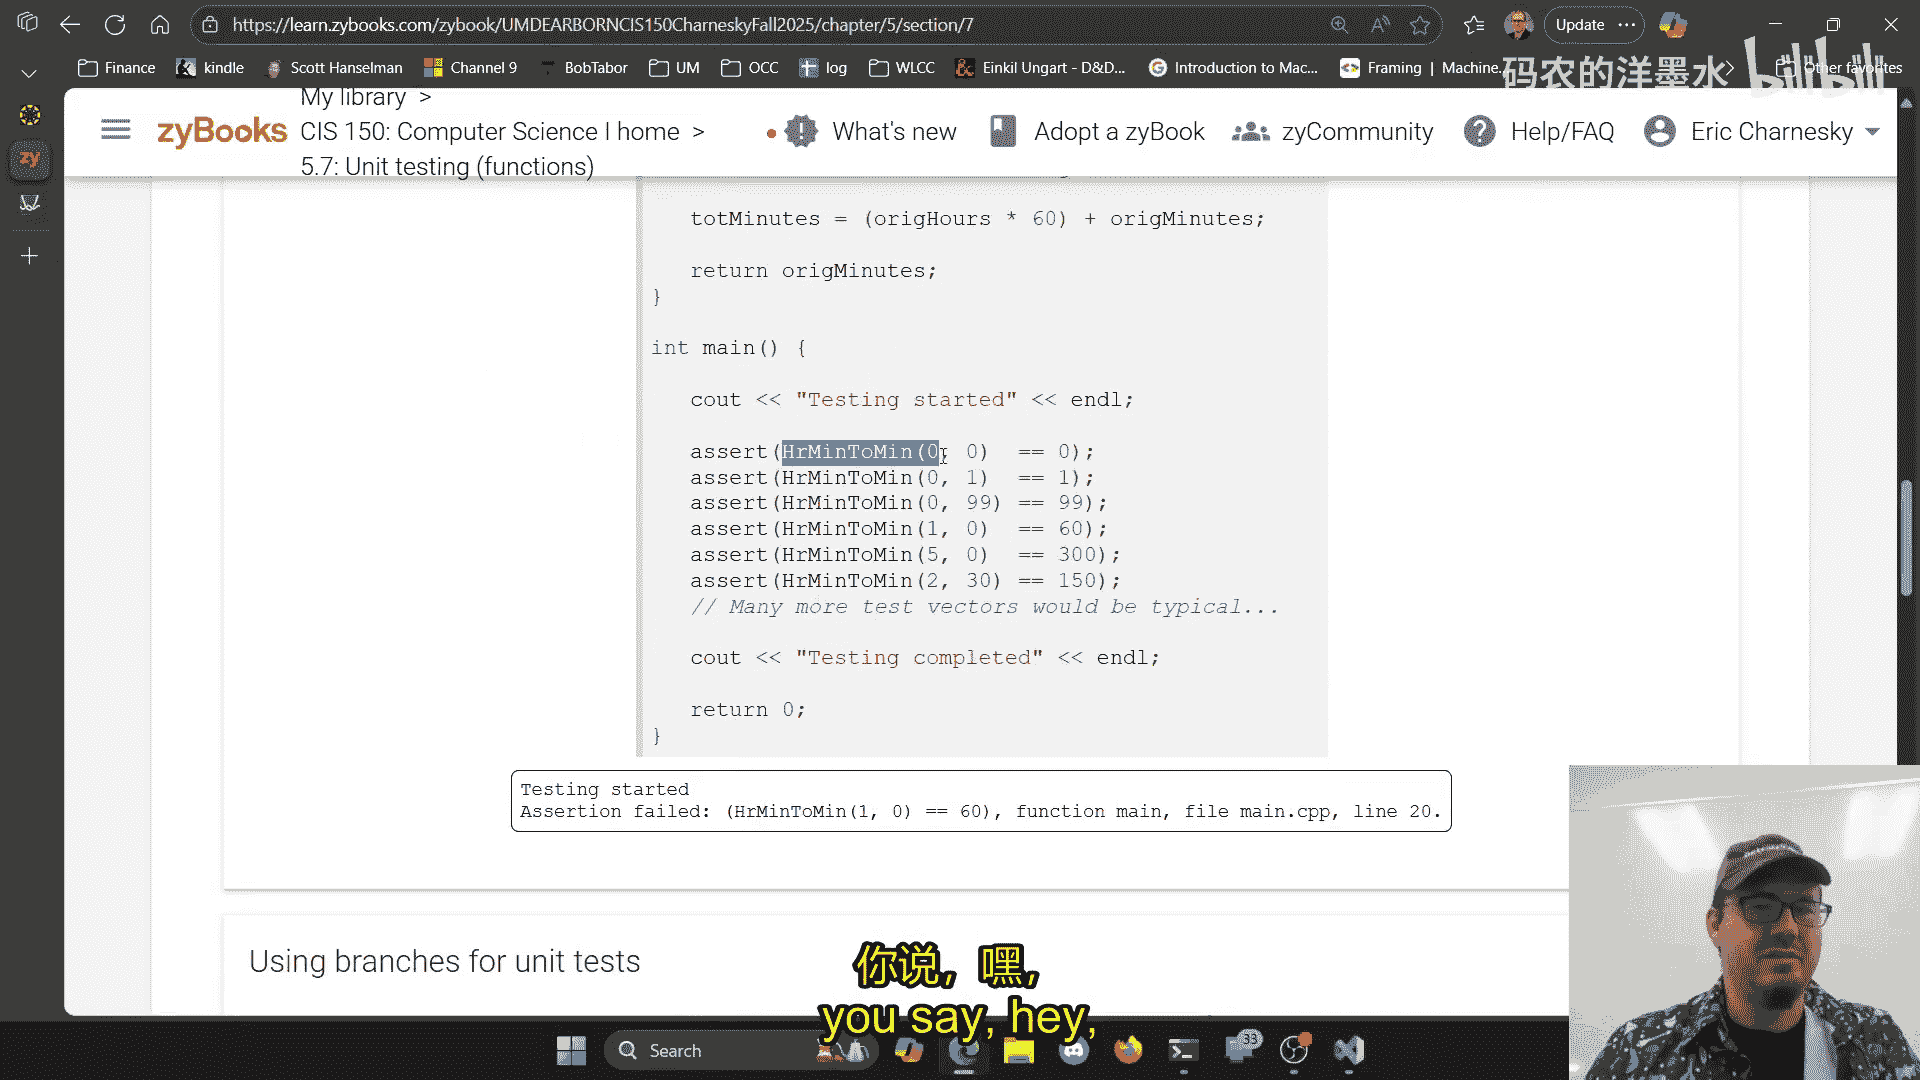 https://learn.zybooks.com/zybook/UMDEARBORNCIS150CharneskyFall2025/chapter/5/section/7
Update
Finance
kindle
Scott Hanselman
Channel 9
BobTabor
UM
OCC
log
WLCC
Einkil Ungart - D&D...
Introduction to Mac...
Framing | Machine...
Other favorites
码农的洋墨水
bilibili
My library >
zyBooks
CIS 150: Computer Science I home >
5.7: Unit testing (functions)
What's new
Adopt a zyBook
zyCommunity
Help/FAQ
Eric Charnesky
zy
totMinutes = (origHours * 60) + origMinutes;
return origMinutes;
}
int main() {
cout << "Testing started" << endl;
assert(HrMinToMin(0, 0) == 0);
assert(HrMinToMin(0, 1) == 1);
assert(HrMinToMin(0, 99) == 99);
assert(HrMinToMin(1, 0) == 60);
assert(HrMinToMin(5, 0) == 300);
assert(HrMinToMin(2, 30) == 150);
// Many more test vectors would be typical...
cout << "Testing completed" << endl;
return 0;
}
Testing started
Assertion failed: (HrMinToMin(1, 0) == 60), function main, file main.cpp, line 20.
Using branches for unit tests
你说，嘿，
you say, hey,
Search
33